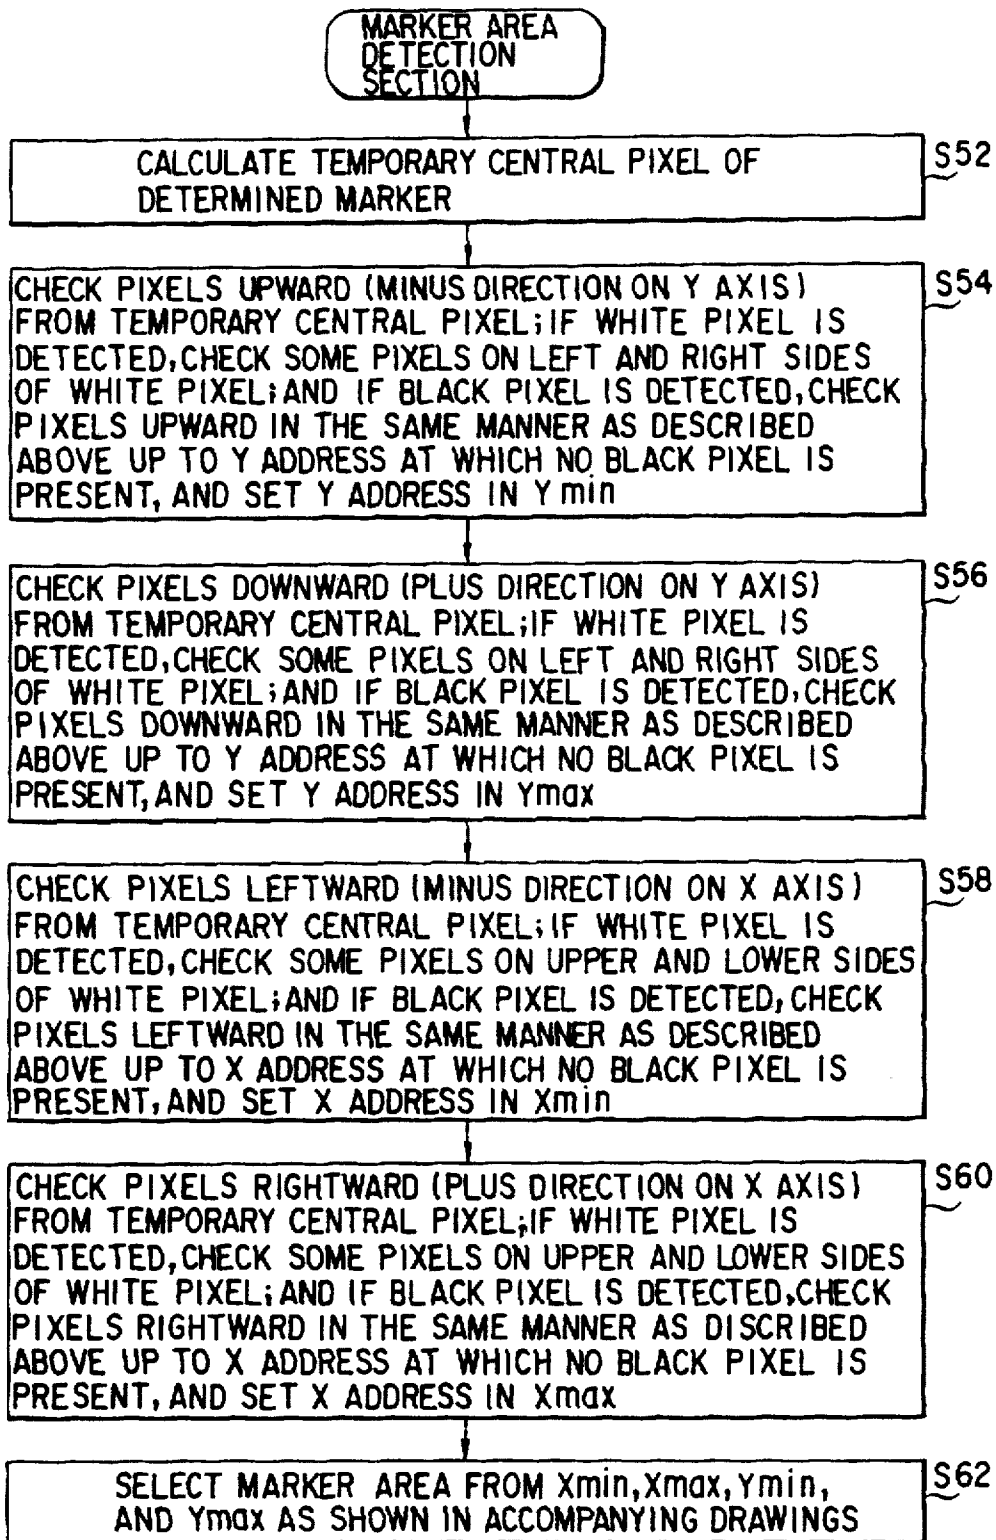 MARKER AREA
DETECTION
SECTION
S52
CALCULATE TEMPORARY CENTRAL PIXEL OF
DETERMINED MARKER
S54
CHECK PIXELS UPWARD (MINUS DIRECTION ON Y AXIS)
FROM TEMPORARY CENTRAL PIXEL; IF WHITE PIXEL IS
DETECTED, CHECK SOME PIXELS ON LEFT AND RIGHT SIDES
OF WHITE PIXEL; AND IF BLACK PIXEL IS DETECTED, CHECK
PIXELS UPWARD IN THE SAME MANNER AS DESCRIBED
ABOVE UP TO Y ADDRESS AT WHICH NO BLACK PIXEL IS
PRESENT, AND SET Y ADDRESS IN Ymin
S56
CHECK PIXELS DOWNWARD (PLUS DIRECTION ON Y AXIS)
FROM TEMPORARY CENTRAL PIXEL; IF WHITE PIXEL IS
DETECTED, CHECK SOME PIXELS ON LEFT AND RIGHT SIDES
OF WHITE PIXEL; AND IF BLACK PIXEL IS DETECTED, CHECK
PIXELS DOWNWARD IN THE SAME MANNER AS DESCRIBED
ABOVE UP TO Y ADDRESS AT WHICH NO BLACK PIXEL IS
PRESENT, AND SET Y ADDRESS IN Ymax
S58
CHECK PIXELS LEFTWARD (MINUS DIRECTION ON X AXIS)
FROM TEMPORARY CENTRAL PIXEL; IF WHITE PIXEL IS
DETECTED, CHECK SOME PIXELS ON UPPER AND LOWER SIDES
OF WHITE PIXEL; AND IF BLACK PIXEL IS DETECTED, CHECK
PIXELS LEFTWARD IN THE SAME MANNER AS DESCRIBED
ABOVE UP TO X ADDRESS AT WHICH NO BLACK PIXEL IS
PRESENT, AND SET X ADDRESS IN Xmin
S60
CHECK PIXELS RIGHTWARD (PLUS DIRECTION ON X AXIS)
FROM TEMPORARY CENTRAL PIXEL; IF WHITE PIXEL IS
DETECTED, CHECK SOME PIXELS ON UPPER AND LOWER SIDES
OF WHITE PIXEL; AND IF BLACK PIXEL IS DETECTED, CHECK
PIXELS RIGHTWARD IN THE SAME MANNER AS DISCRIBED
ABOVE UP TO X ADDRESS AT WHICH NO BLACK PIXEL IS
PRESENT, AND SET X ADDRESS IN Xmax
S62
SELECT MARKER AREA FROM Xmin, Xmax, Ymin,
AND Ymax AS SHOWN IN ACCOMPANYING DRAWINGS